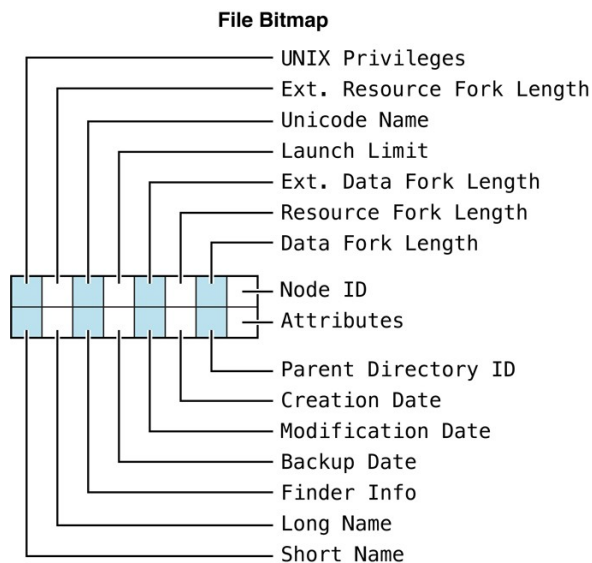 File Bitmap
UNIX Privileges
Ext. Resource Fork Length
Unicode Name
Launch Limit
Ext. Data Fork Length
Resource Fork Length
Data Fork Length
Node ID
Attributes
Parent Directory ID
Creation Date
Modification Date
Backup Date
Finder Info
Long Name
Short Name